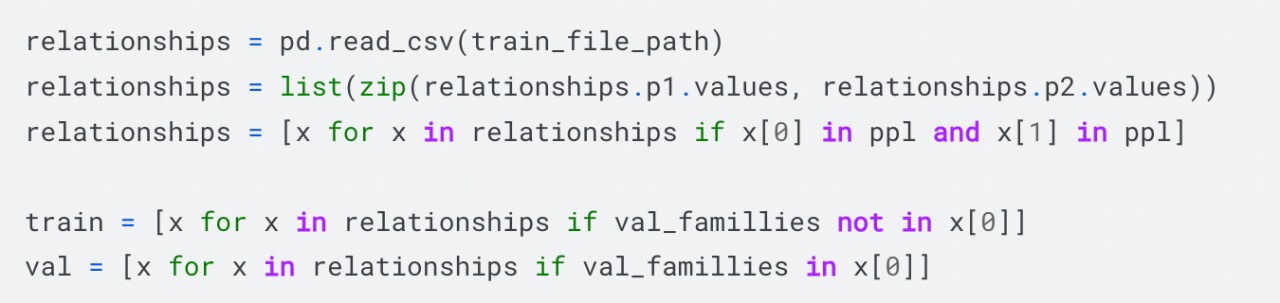 relationships = pd.read_csv(train_file_path)
relationships = list(zip(relationships.p1.values, relationships.p2.values))
relationships = [x for x in relationships if x[0] in ppl and x[1] in ppl]
train = [x for x in relationships if val_famillies not in x[0]]
val = [x for x in relationships if val_famillies in x[0]]